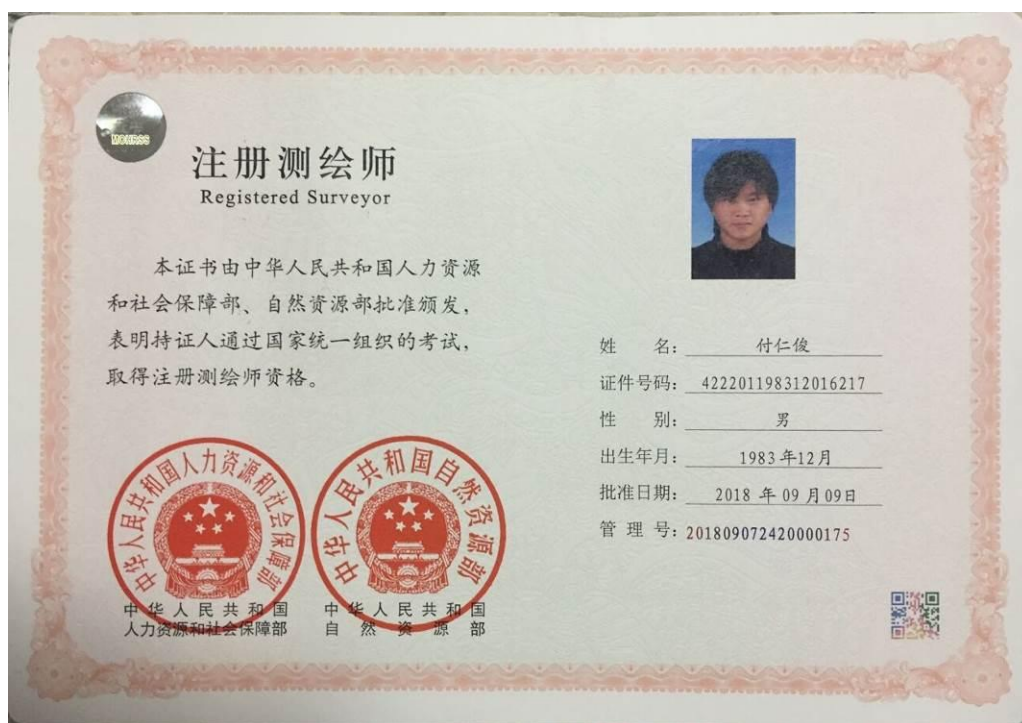 MOHRSS
注册测绘师
Registered Surveyor
本证书由中华人民共和国人力资源
和社会保障部、自然资源部批准颁发，
表明持证人通过国家统一组织的考试，
取得注册测绘师资格。
中华人民共和国人力资源和社会保障部
中华人民共和国自然资源部
中华人民共和国
人力资源和社会保障部
中华人民共和国
自然资源部
姓 名：付仁俊
证件号码：422201198312016217
性 别：男
出生年月：1983年12月
批准日期：2018 年 09 月 09日
管 理 号：201809072420000175